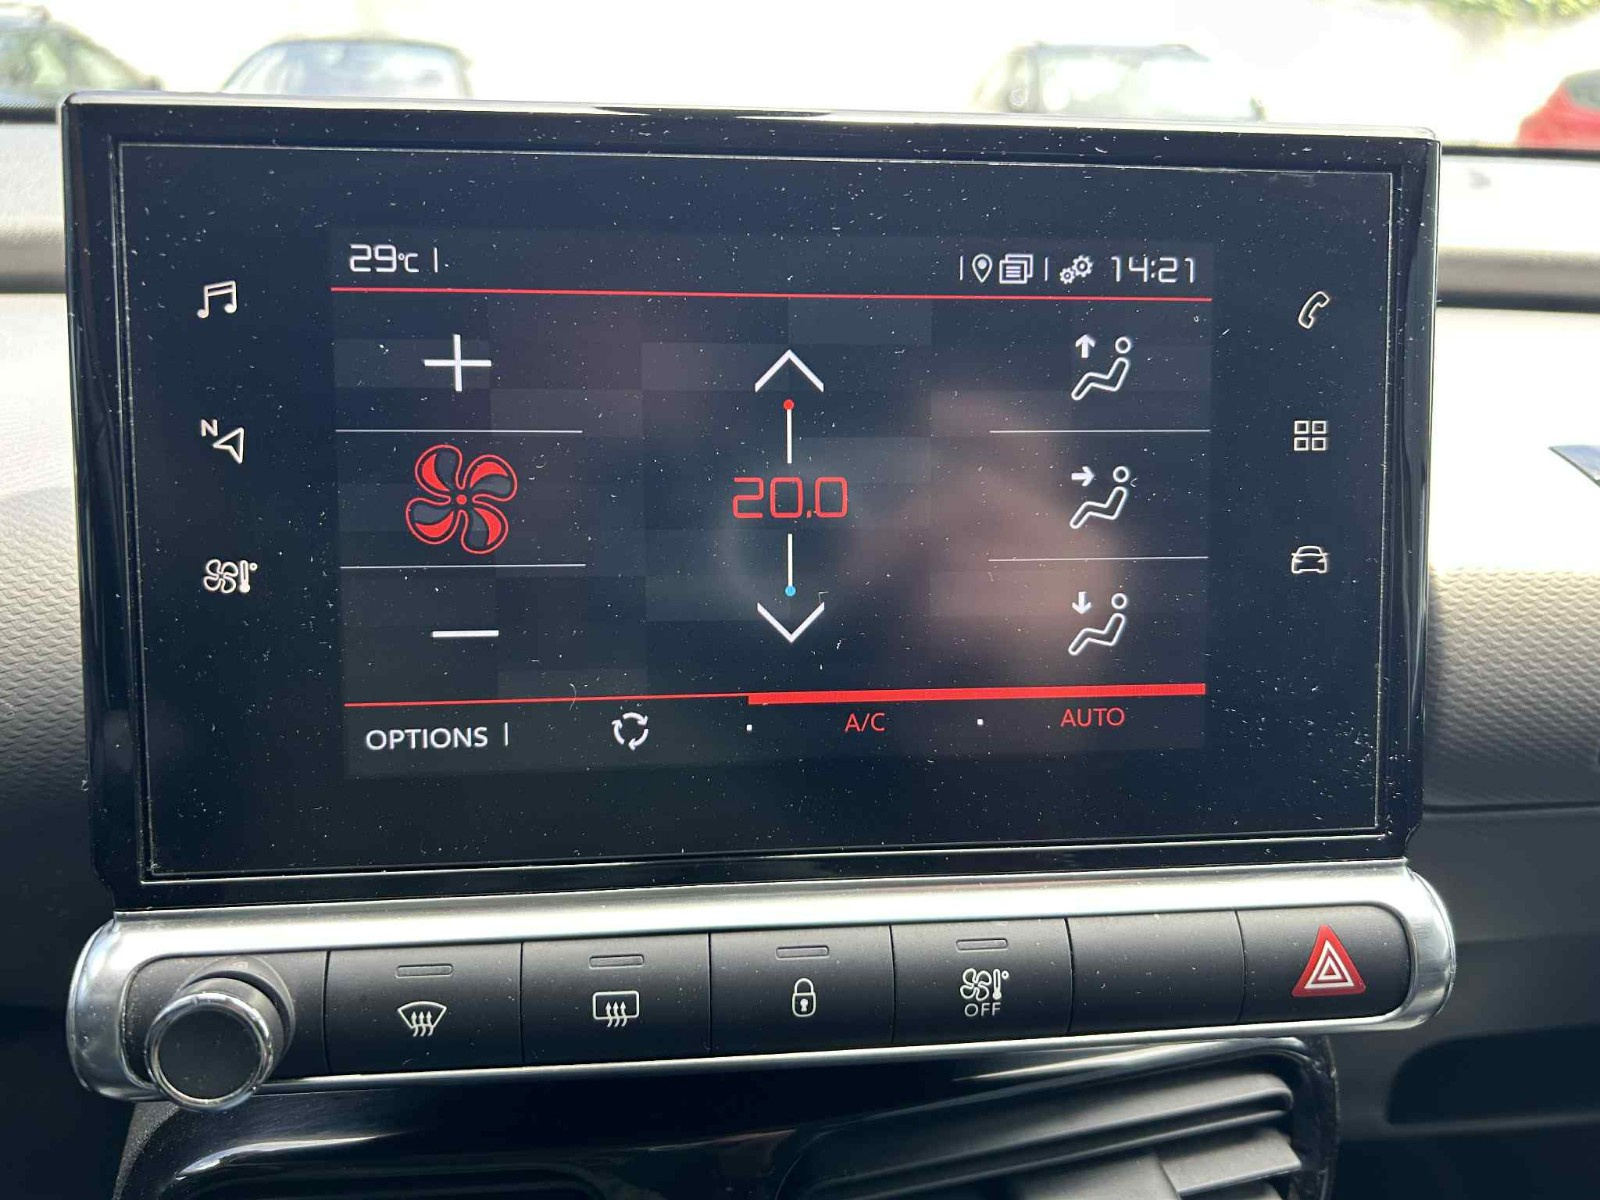 29°C
14:21
N
20.0
OPTIONS
A/C
AUTO
OFF